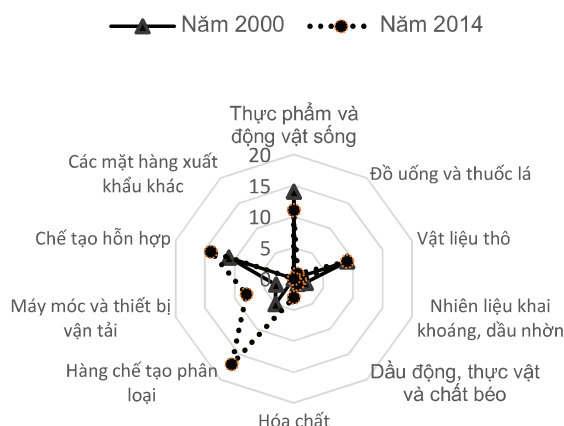 Năm 2000
Năm 2014
Thực phẩm và
động vật sống
Đồ uống và thuốc lá
Vật liệu thô
Nhiên liệu khai
khoáng, dầu nhờn
Dầu động, thực vật
và chất béo
Hóa chất
Hàng chế tạo phân
loại
Máy móc và thiết bị
vận tải
Chế tạo hỗn hợp
Các mặt hàng xuất
khẩu khác
20
15
10
5
0